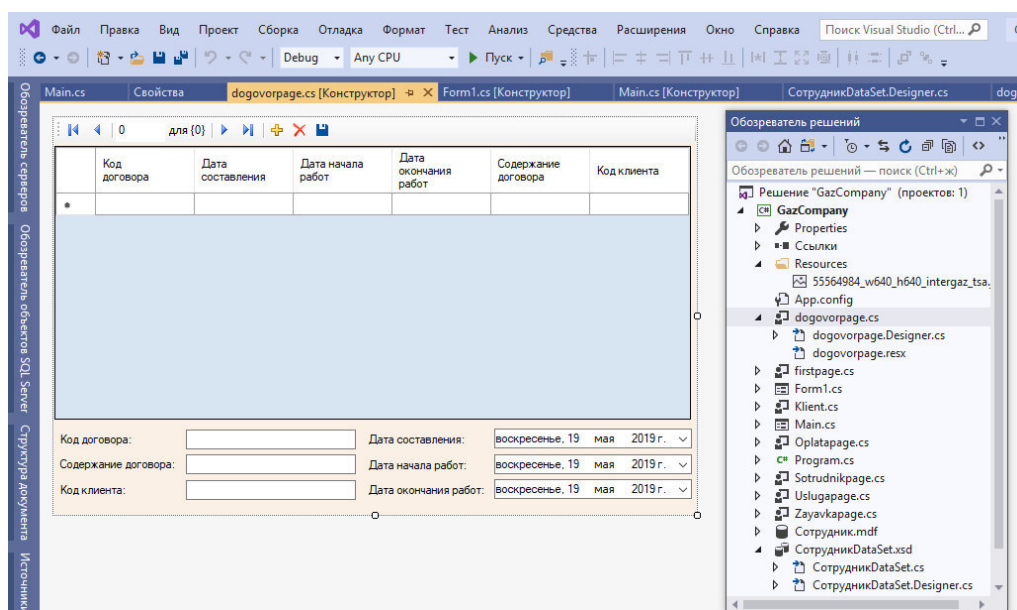 Файл Правка Вид Проект Сборка Отладка Формат Тест Анализ Средства Расширения Окно Справка Поиск Visual Studio (Ctrl...
Debug Any CPU Пуск
Main.cs Свойства dogovorpage.cs [Конструктор] Form1.cs [Конструктор] Main.cs [Конструктор] СотрудникDataSet.Designer.cs dog
Обозреватель серверов
Обозреватель объектов SQL Server
Структура документа
Источники
0 для {0}
Код договора
Дата составления
Дата начала работ
Дата окончания работ
Содержание договора
Код клиента
*
Код договора:
Дата составления: воскресенье, 19 мая 2019 г.
Содержание договора:
Дата начала работ: воскресенье, 19 мая 2019 г.
Код клиента:
Дата окончания работ: воскресенье, 19 мая 2019 г.
Обозреватель решений
Обозреватель решений — поиск (Ctrl+ж)
Решение "GazCompany" (проектов: 1)
C# GazCompany
Properties
Ссылки
Resources
55564984_w640_h640_intergaz_tsa.
App.config
dogovorpage.cs
dogovorpage.Designer.cs
dogovorpage.resx
firstpage.cs
Form1.cs
Klient.cs
Main.cs
Oplatapage.cs
C# Program.cs
Sotrudnikpage.cs
Uslugapage.cs
Zayavkapage.cs
Сотрудник.mdf
СотрудникDataSet.xsd
СотрудникDataSet.cs
СотрудникDataSet.Designer.cs